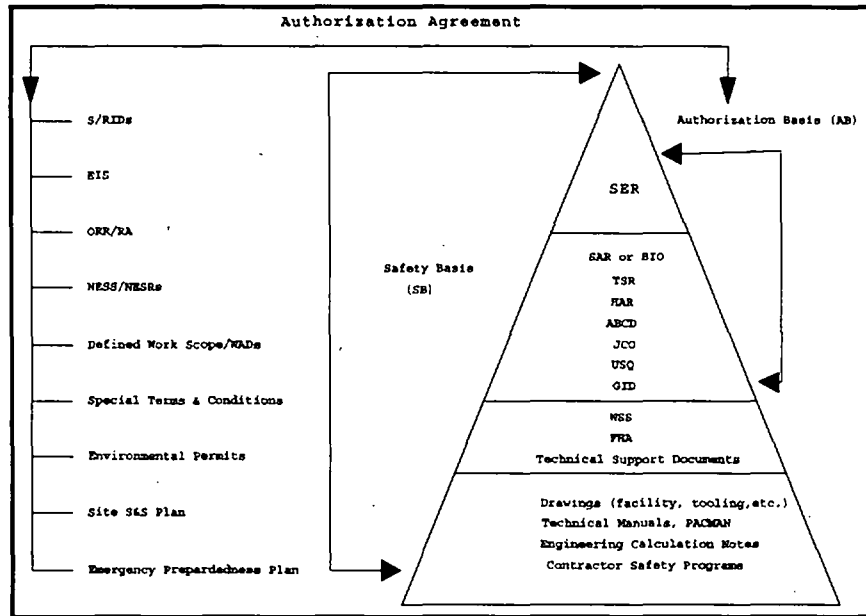 Authorization Agreement
S/RIDs
EIS
ORR/RA
NESS/NESRs
Defined Work Scope/WADs
Special Terms & Conditions
Environmental Permits
Site S&S Plan
Emergency Prepardadness Plan
Safety Basis
(SB)
Authorization Basis (AB)
SER
SAR or BIO
TSR
HAR
ABCD
JCO
USQ
GID
WSS
FHA
Technical Support Documents
Drawings (facility, tooling,etc.)
Technical Manuals, PACMAN
Engineering Calculation Notes
Contractor Safety Programs